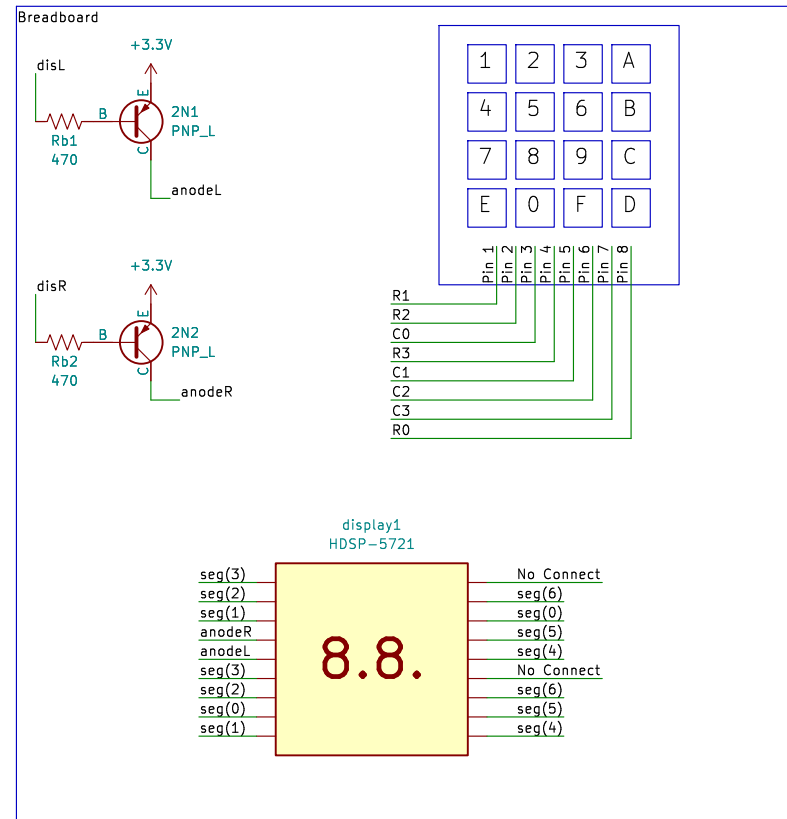 Breadboard
+3.3V
disL
E
B
2N1
PNP_L
Rb1
470
C
anodeL
+3.3V
disR
E
B
2N2
PNP_L
Rb2
470
C
anodeR
1 2 3 A
4 5 6 B
7 8 9 C
E 0 F D
Pin 1
Pin 2
Pin 3
Pin 4
Pin 5
Pin 6
Pin 7
Pin 8
R1
R2
C0
R3
C1
C2
C3
R0
display1
HDSP-5721
seg(3)
seg(2)
seg(1)
anodeR
anodeL
seg(3)
seg(2)
seg(0)
seg(1)
8.8.
No Connect
seg(6)
seg(0)
seg(5)
seg(4)
No Connect
seg(6)
seg(5)
seg(4)